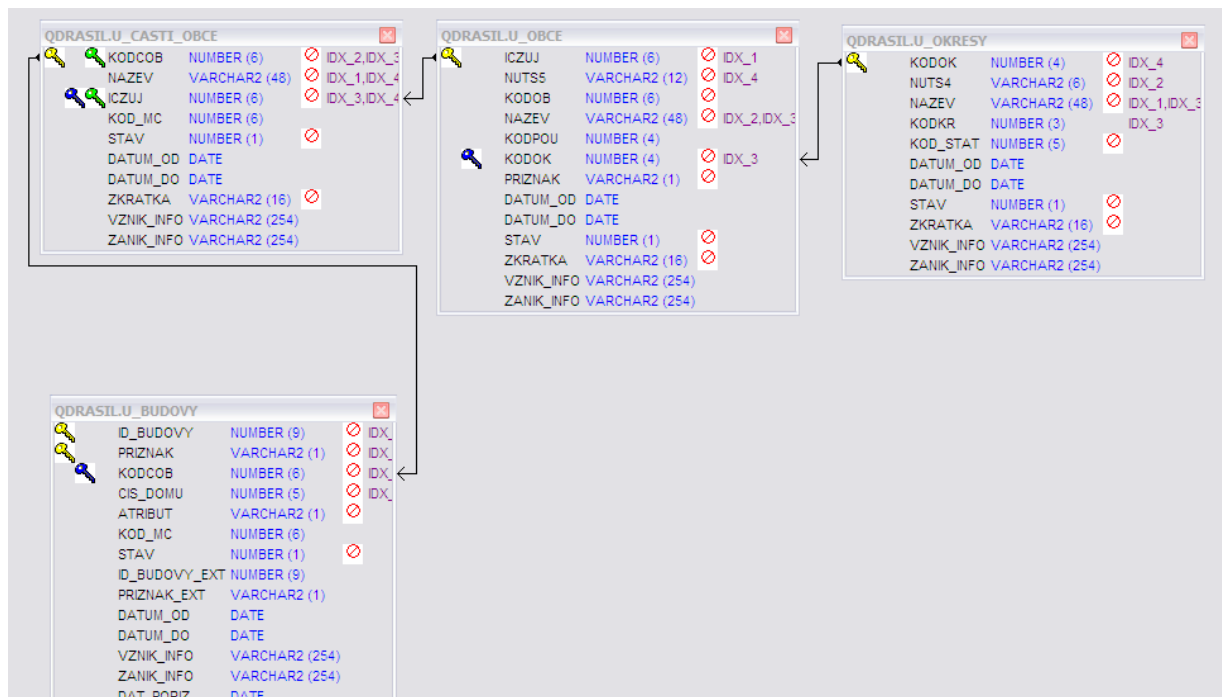 QDRASIL.U_CASTI_OBCE
KODCOB NUMBER (6) IDX_2,IDX_3
NAZEV VARCHAR2 (48) IDX_1,IDX_4
ICZUJ NUMBER (6) IDX_3,IDX_4
KOD_MC NUMBER (6)
STAV NUMBER (1)
DATUM_OD DATE
DATUM_DO DATE
ZKRATKA VARCHAR2 (16)
VZNIK_INFO VARCHAR2 (254)
ZANIK_INFO VARCHAR2 (254)
QDRASIL.U_OBCE
ICZUJ NUMBER (6) IDX_1
NUTS5 VARCHAR2 (12) IDX_4
KODOB NUMBER (6)
NAZEV VARCHAR2 (48) IDX_2,IDX_3
KODPOU NUMBER (4)
KODOK NUMBER (4) IDX_3
PRIZNAK VARCHAR2 (1)
DATUM_OD DATE
DATUM_DO DATE
STAV NUMBER (1)
ZKRATKA VARCHAR2 (16)
VZNIK_INFO VARCHAR2 (254)
ZANIK_INFO VARCHAR2 (254)
QDRASIL.U_OKRESY
KODOK NUMBER (4) IDX_4
NUTS4 VARCHAR2 (6) IDX_2
NAZEV VARCHAR2 (48) IDX_1,IDX_3
KODKR NUMBER (3) IDX_3
KOD_STAT NUMBER (5)
DATUM_OD DATE
DATUM_DO DATE
STAV NUMBER (1)
ZKRATKA VARCHAR2 (16)
VZNIK_INFO VARCHAR2 (254)
ZANIK_INFO VARCHAR2 (254)
QDRASIL.U_BUDOVY
ID_BUDOVY NUMBER (9) IDX_
PRIZNAK VARCHAR2 (1) IDX_
KODCOB NUMBER (6) IDX_
CIS_DOMU NUMBER (5) IDX_
ATRIBUT VARCHAR2 (1)
KOD_MC NUMBER (6)
STAV NUMBER (1)
ID_BUDOVY_EXT NUMBER (9)
PRIZNAK_EXT VARCHAR2 (1)
DATUM_OD DATE
DATUM_DO DATE
VZNIK_INFO VARCHAR2 (254)
ZANIK_INFO VARCHAR2 (254)
DAT_PORIZ DATE